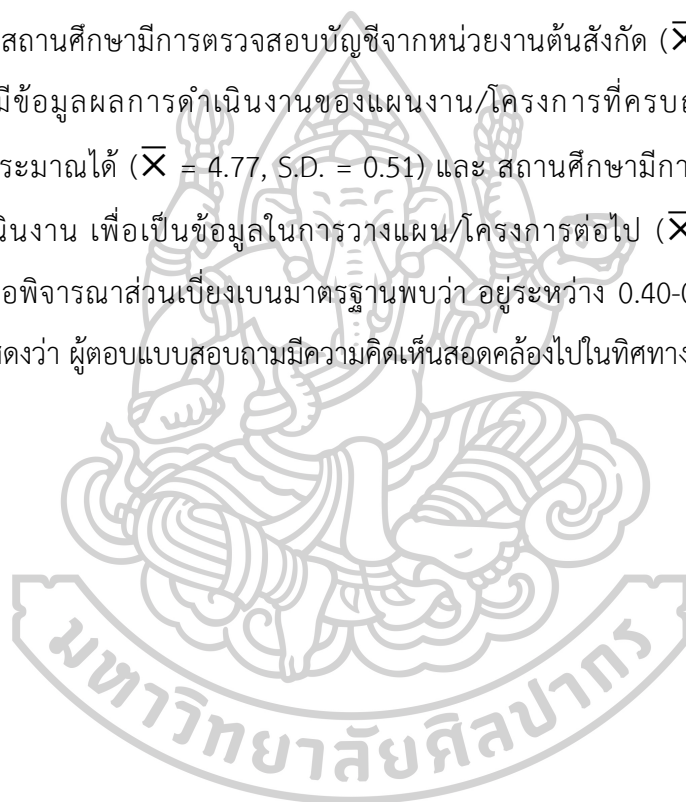 สถานศึกษามีการตรวจสอบบัญชีจากหน่วยงานต้นสังกัด (X̅
มีข้อมูลผลการดำเนินงานของแผนงาน/โครงการที่ครบถ
ระมาณได้ (X̅ = 4.77, S.D. = 0.51) และ สถานศึกษามีกา
นินงาน เพื่อเป็นข้อมูลในการวางแผน/โครงการต่อไป (X̅
อพิจารณาส่วนเบี่ยงเบนมาตรฐานพบว่า อยู่ระหว่าง 0.40-0
สดงว่า ผู้ตอบแบบสอบถามมีความคิดเห็นสอดคล้องไปในทิศทาง
มหาวิทยาลัยศิลปากร